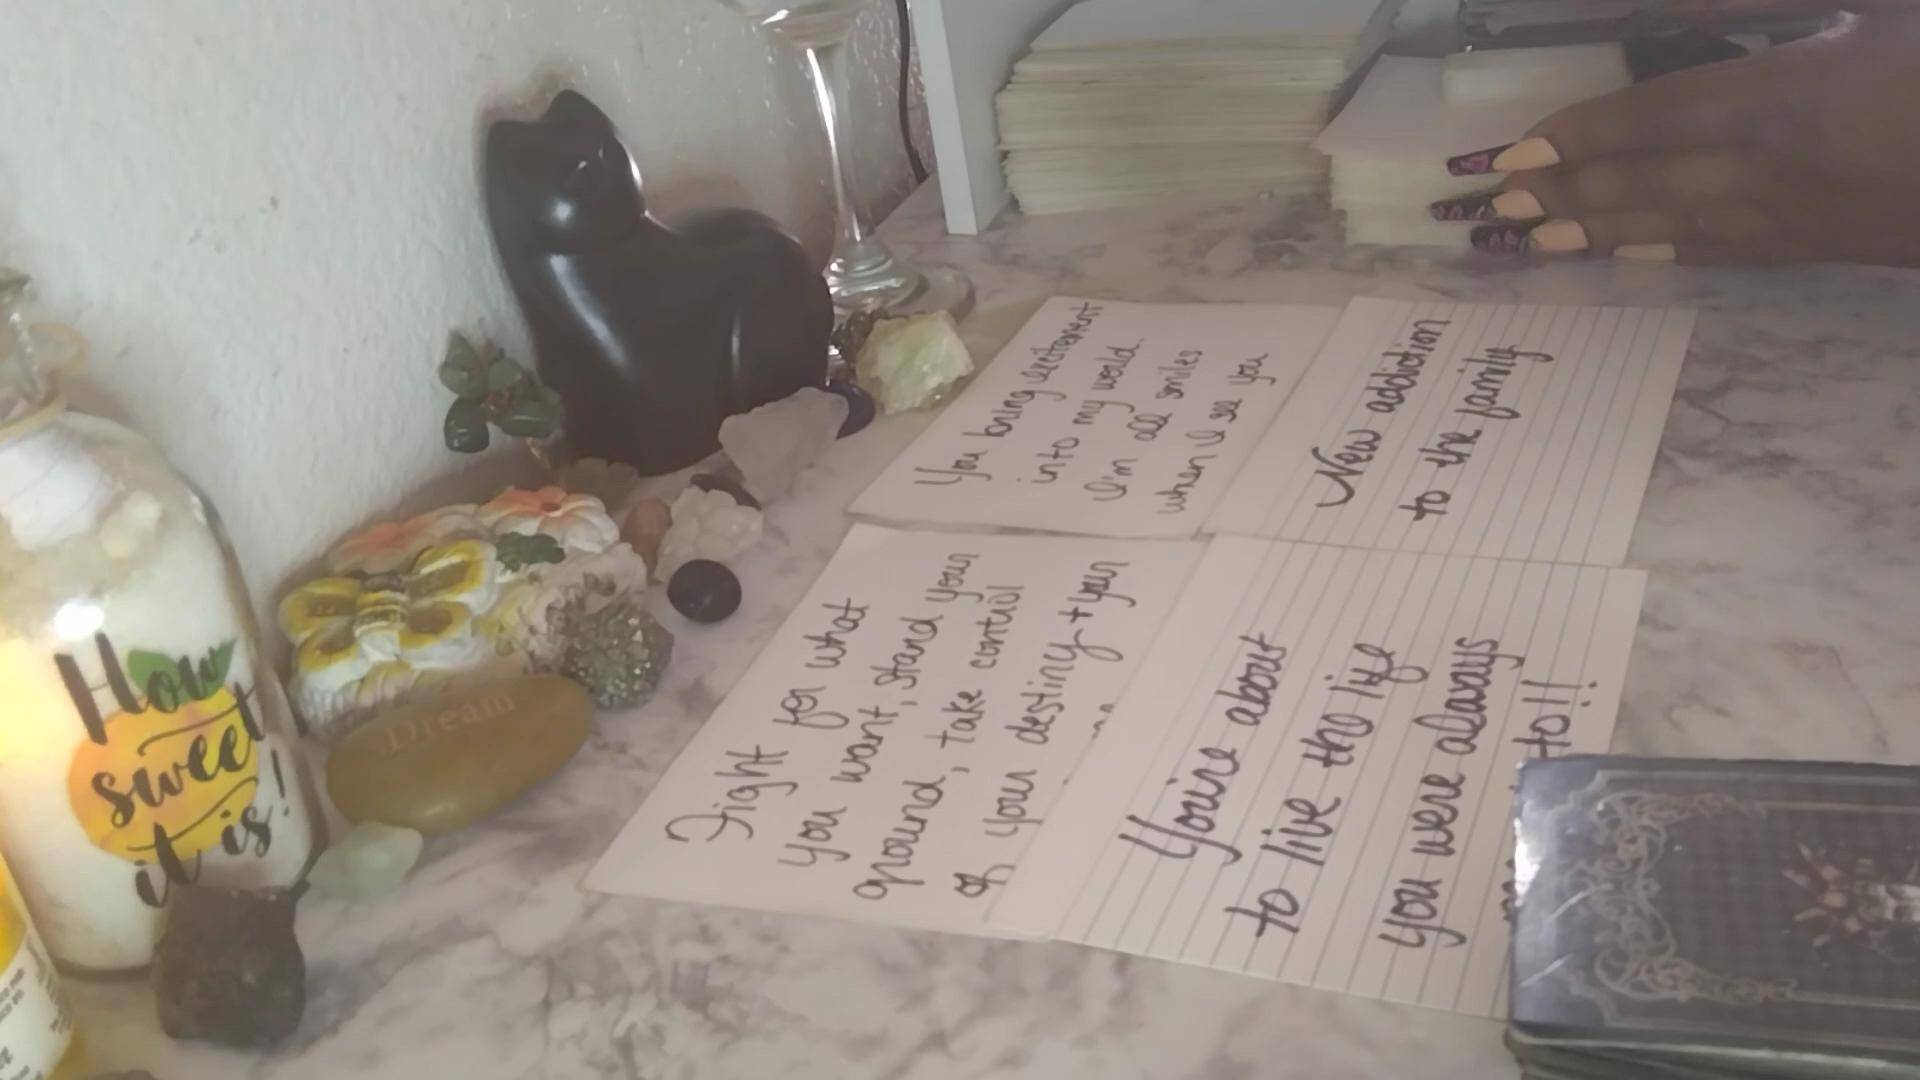 You bring excitement
into my world.
I'm all smiles
when I see you
New addiction
to the family
Fight for what
you want, stand your
ground, take control
of your destiny + your
You're about
to live the life
you were always
to!!
Dream
How
sweet
it is!